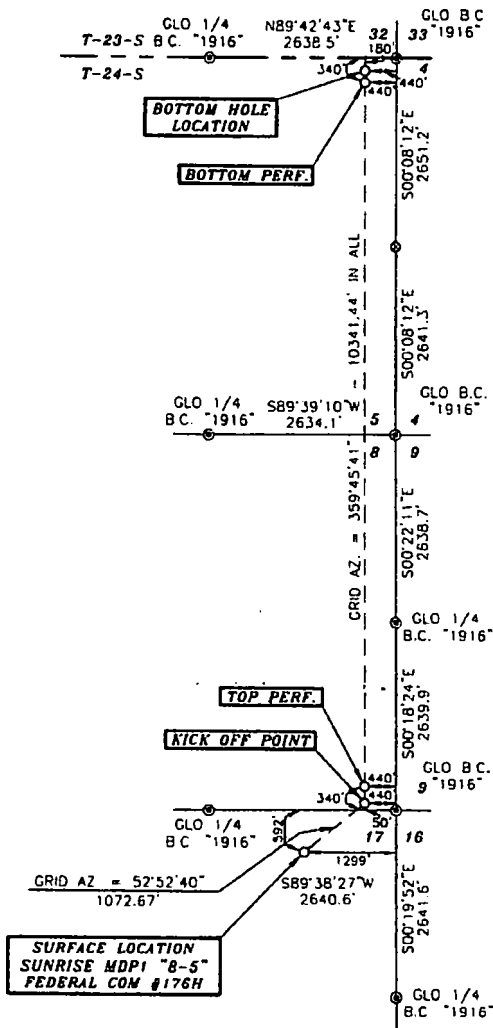 GLO 1/4
B.C. "1916"
N89°42'43"E
2638.5'
32
33
GLO B C
"1916"
T-23-S
T-24-S
180'
4
340'
440'
440'
BOTTOM HOLE
LOCATION
BOTTOM PERF.
S00°08'12"E
2651.2'
GRID AZ. = 359°45'41" - 10341.44' IN ALL
S00°08'12"E
2641.3'
GLO 1/4
B.C. "1916"
S89°39'10"W
2634.1'
5
4
8
9
GLO B.C.
"1916"
S00°22'11"E
2638.7'
GLO 1/4
B.C. "1916"
S00°18'24"E
2639.9'
TOP PERF.
KICK OFF POINT
440'
440'
9
GLO B.C.
"1916"
340'
50'
GLO 1/4
B C "1916"
592'
17
16
1299'
GRID AZ = 52°52'40"
1072.67'
S89°38'27"W
2640.6'
S00°19'52"E
2641.6'
SURFACE LOCATION
SUNRISE MDP1 "8-5"
FEDERAL COM #176H
GLO 1/4
B.C "1916"